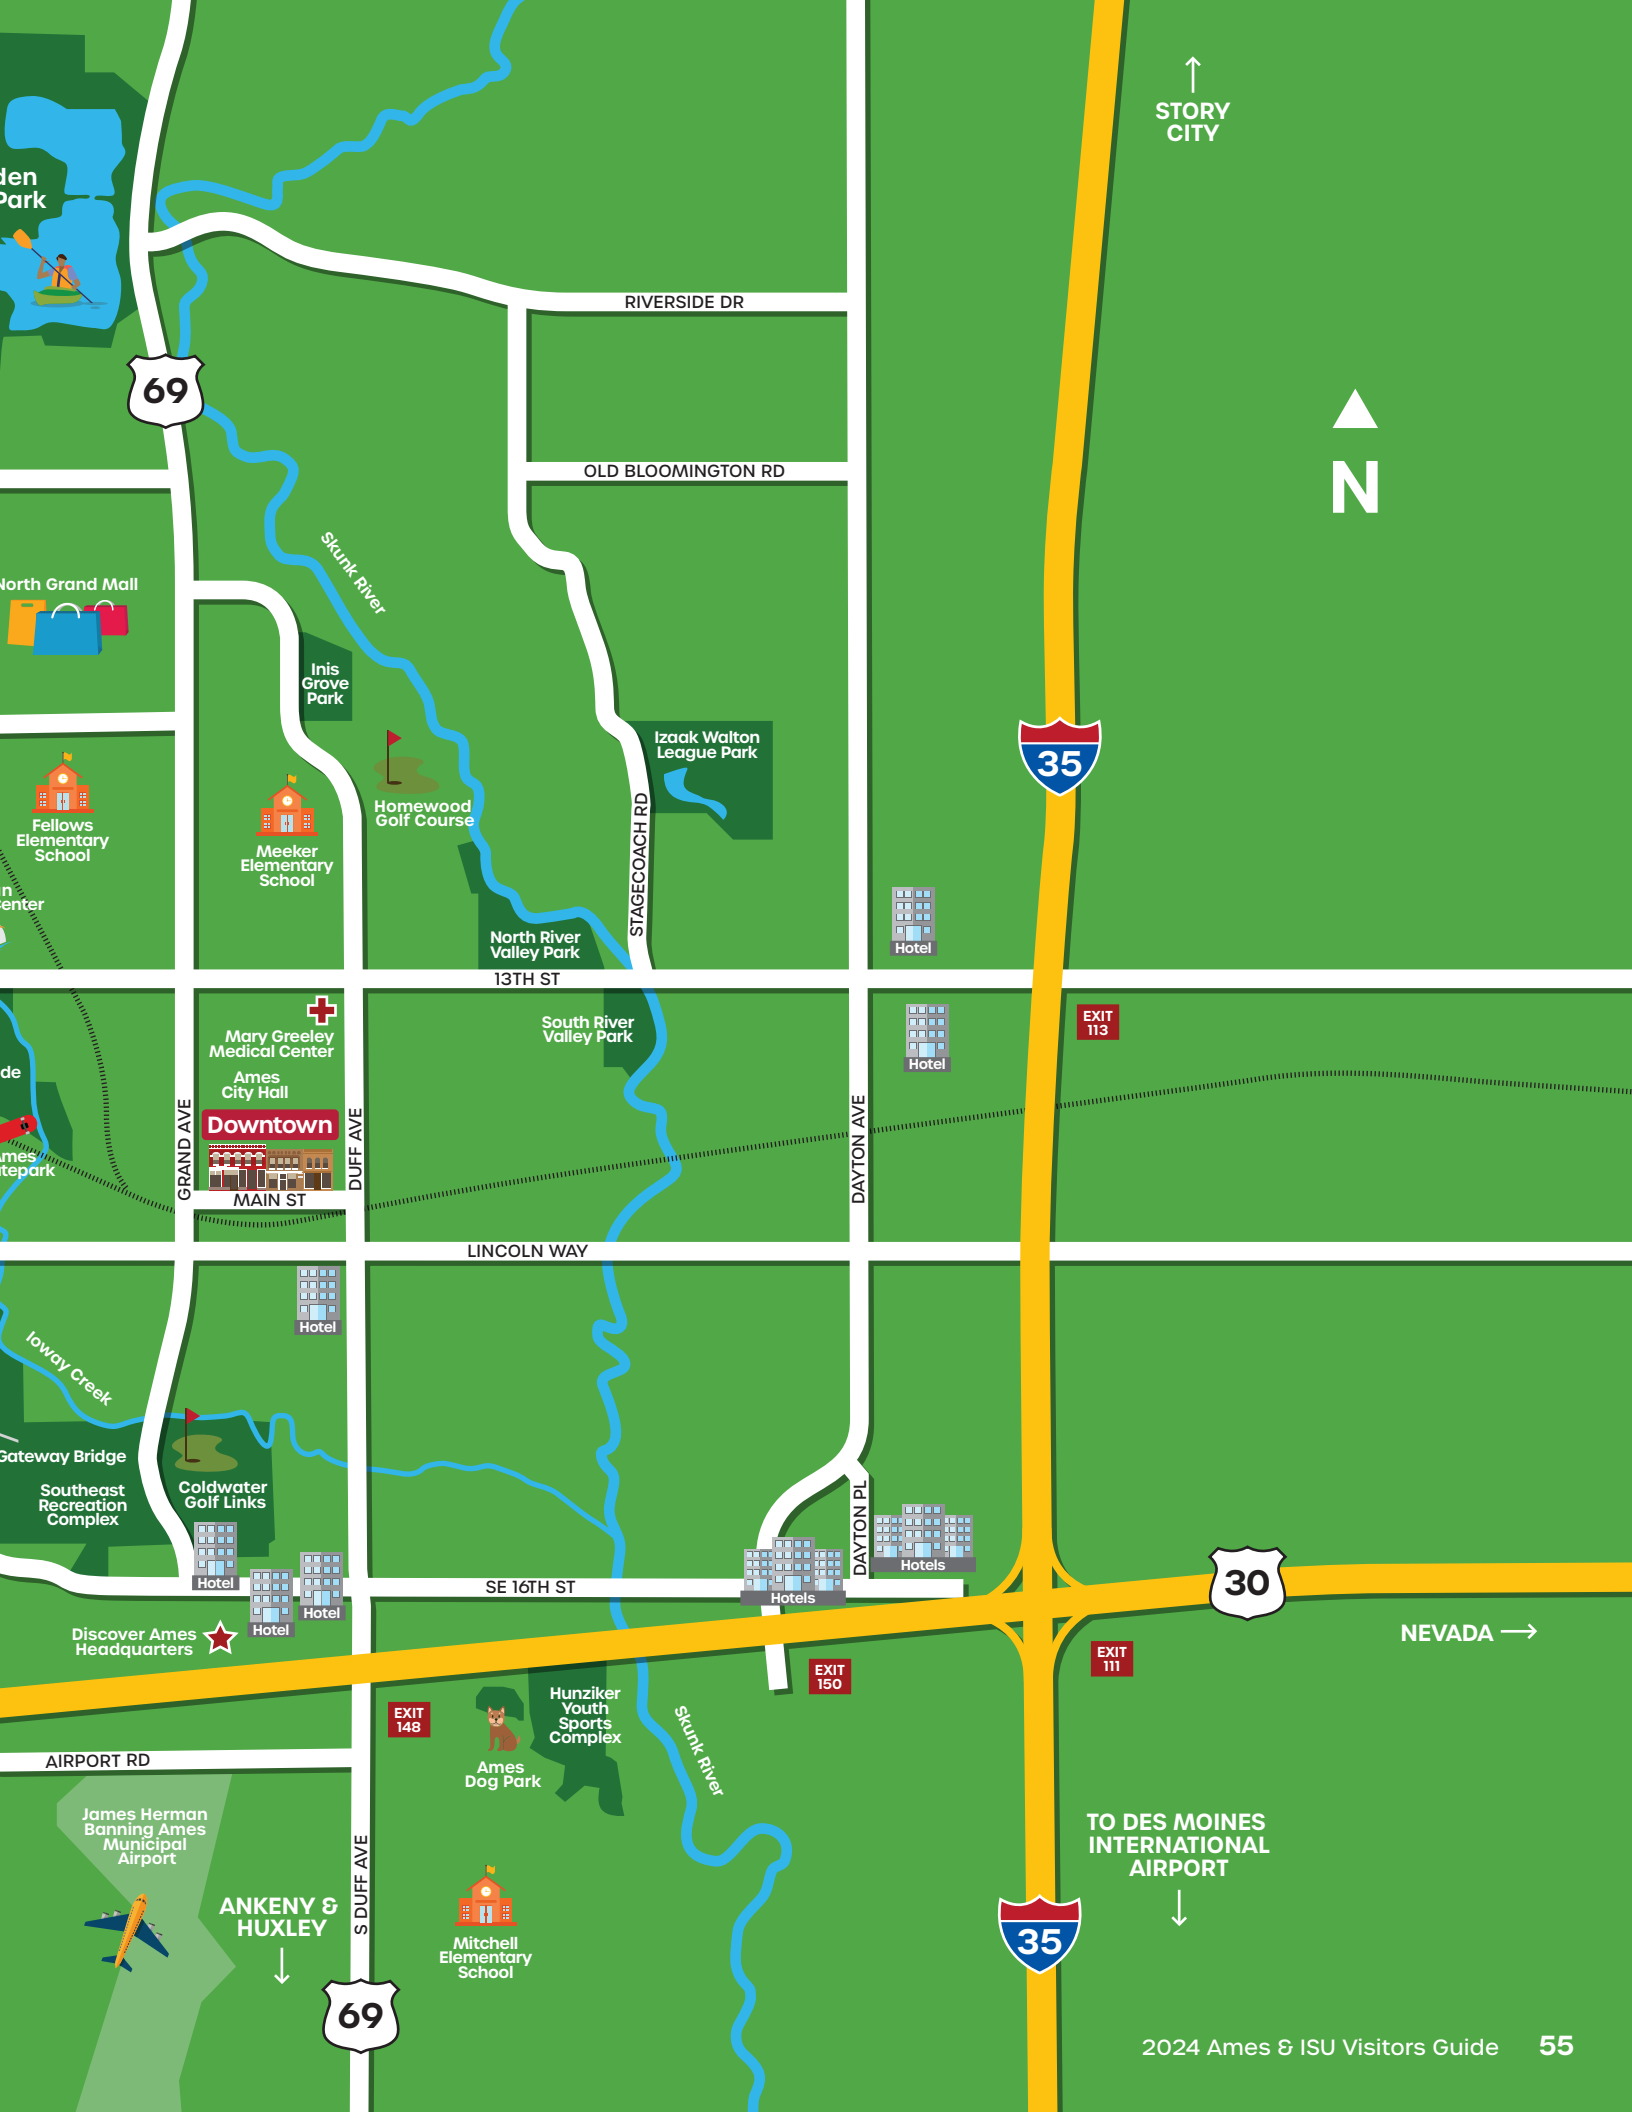 STORY
CITY
Park
RIVERSIDE DR
69
OLD BLOOMINGTON RD
N
Skunk River
North Grand Mall
Inis
Grove
Park
Izaak Walton
League Park
35
Homewood
Golf Course
Fellows
Elementary
School
Meeker
Elementary
School
STAGECOACH RD
Hotel
North River
Valley Park
13TH ST
South River
Valley Park
Mary Greeley
Medical Center
Ames
City Hall
Hotel
EXIT
113
GRAND AVE
Downtown
DUFF AVE
DAYTON AVE
MAIN ST
LINCOLN WAY
Hotel
Ioway Creek
Gateway Bridge
Southeast
Recreation
Complex
Coldwater
Golf Links
Hotel
Hotel
Hotel
SE 16TH ST
DAYTON PL
Hotels
Hotels
30
NEVADA
Discover Ames
Headquarters
EXIT
150
EXIT
111
EXIT
148
Hunziker
Youth
Sports
Complex
Skunk River
Ames
Dog Park
AIRPORT RD
James Herman
Banning Ames
Municipal
Airport
S DUFF AVE
ANKENY &
HUXLEY
Mitchell
Elementary
School
TO DES MOINES
INTERNATIONAL
AIRPORT
35
69
2024 Ames & ISU Visitors Guide 55